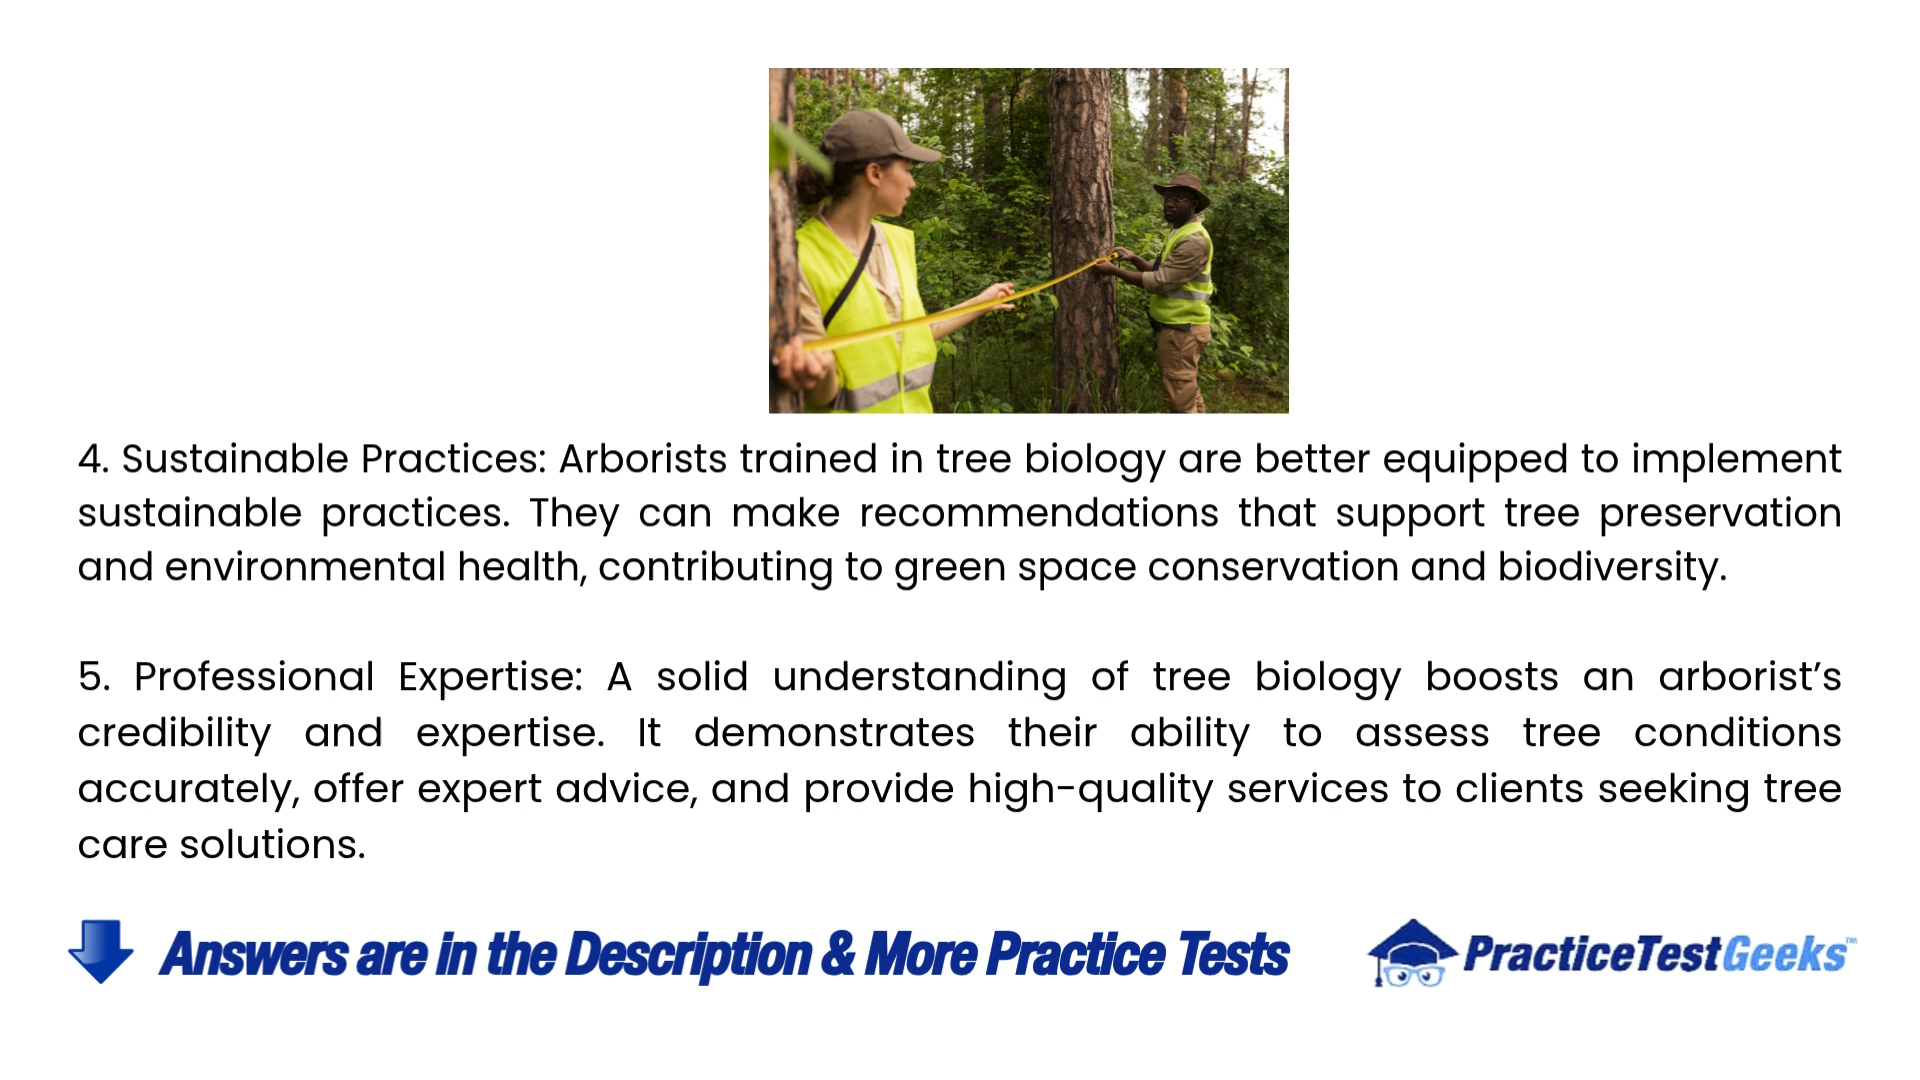 4. Sustainable Practices: Arborists trained in tree biology are better equipped to implement
sustainable practices. They can make recommendations that support tree preservation
and environmental health, contributing to green space conservation and biodiversity.
5. Professional Expertise: A solid understanding of tree biology boosts an arborist’s
credibility and expertise. It demonstrates their ability to assess tree conditions
accurately, offer expert advice, and provide high-quality services to clients seeking tree
care solutions.
Answers are in the Description & More Practice Tests
PracticeTestGeeks™